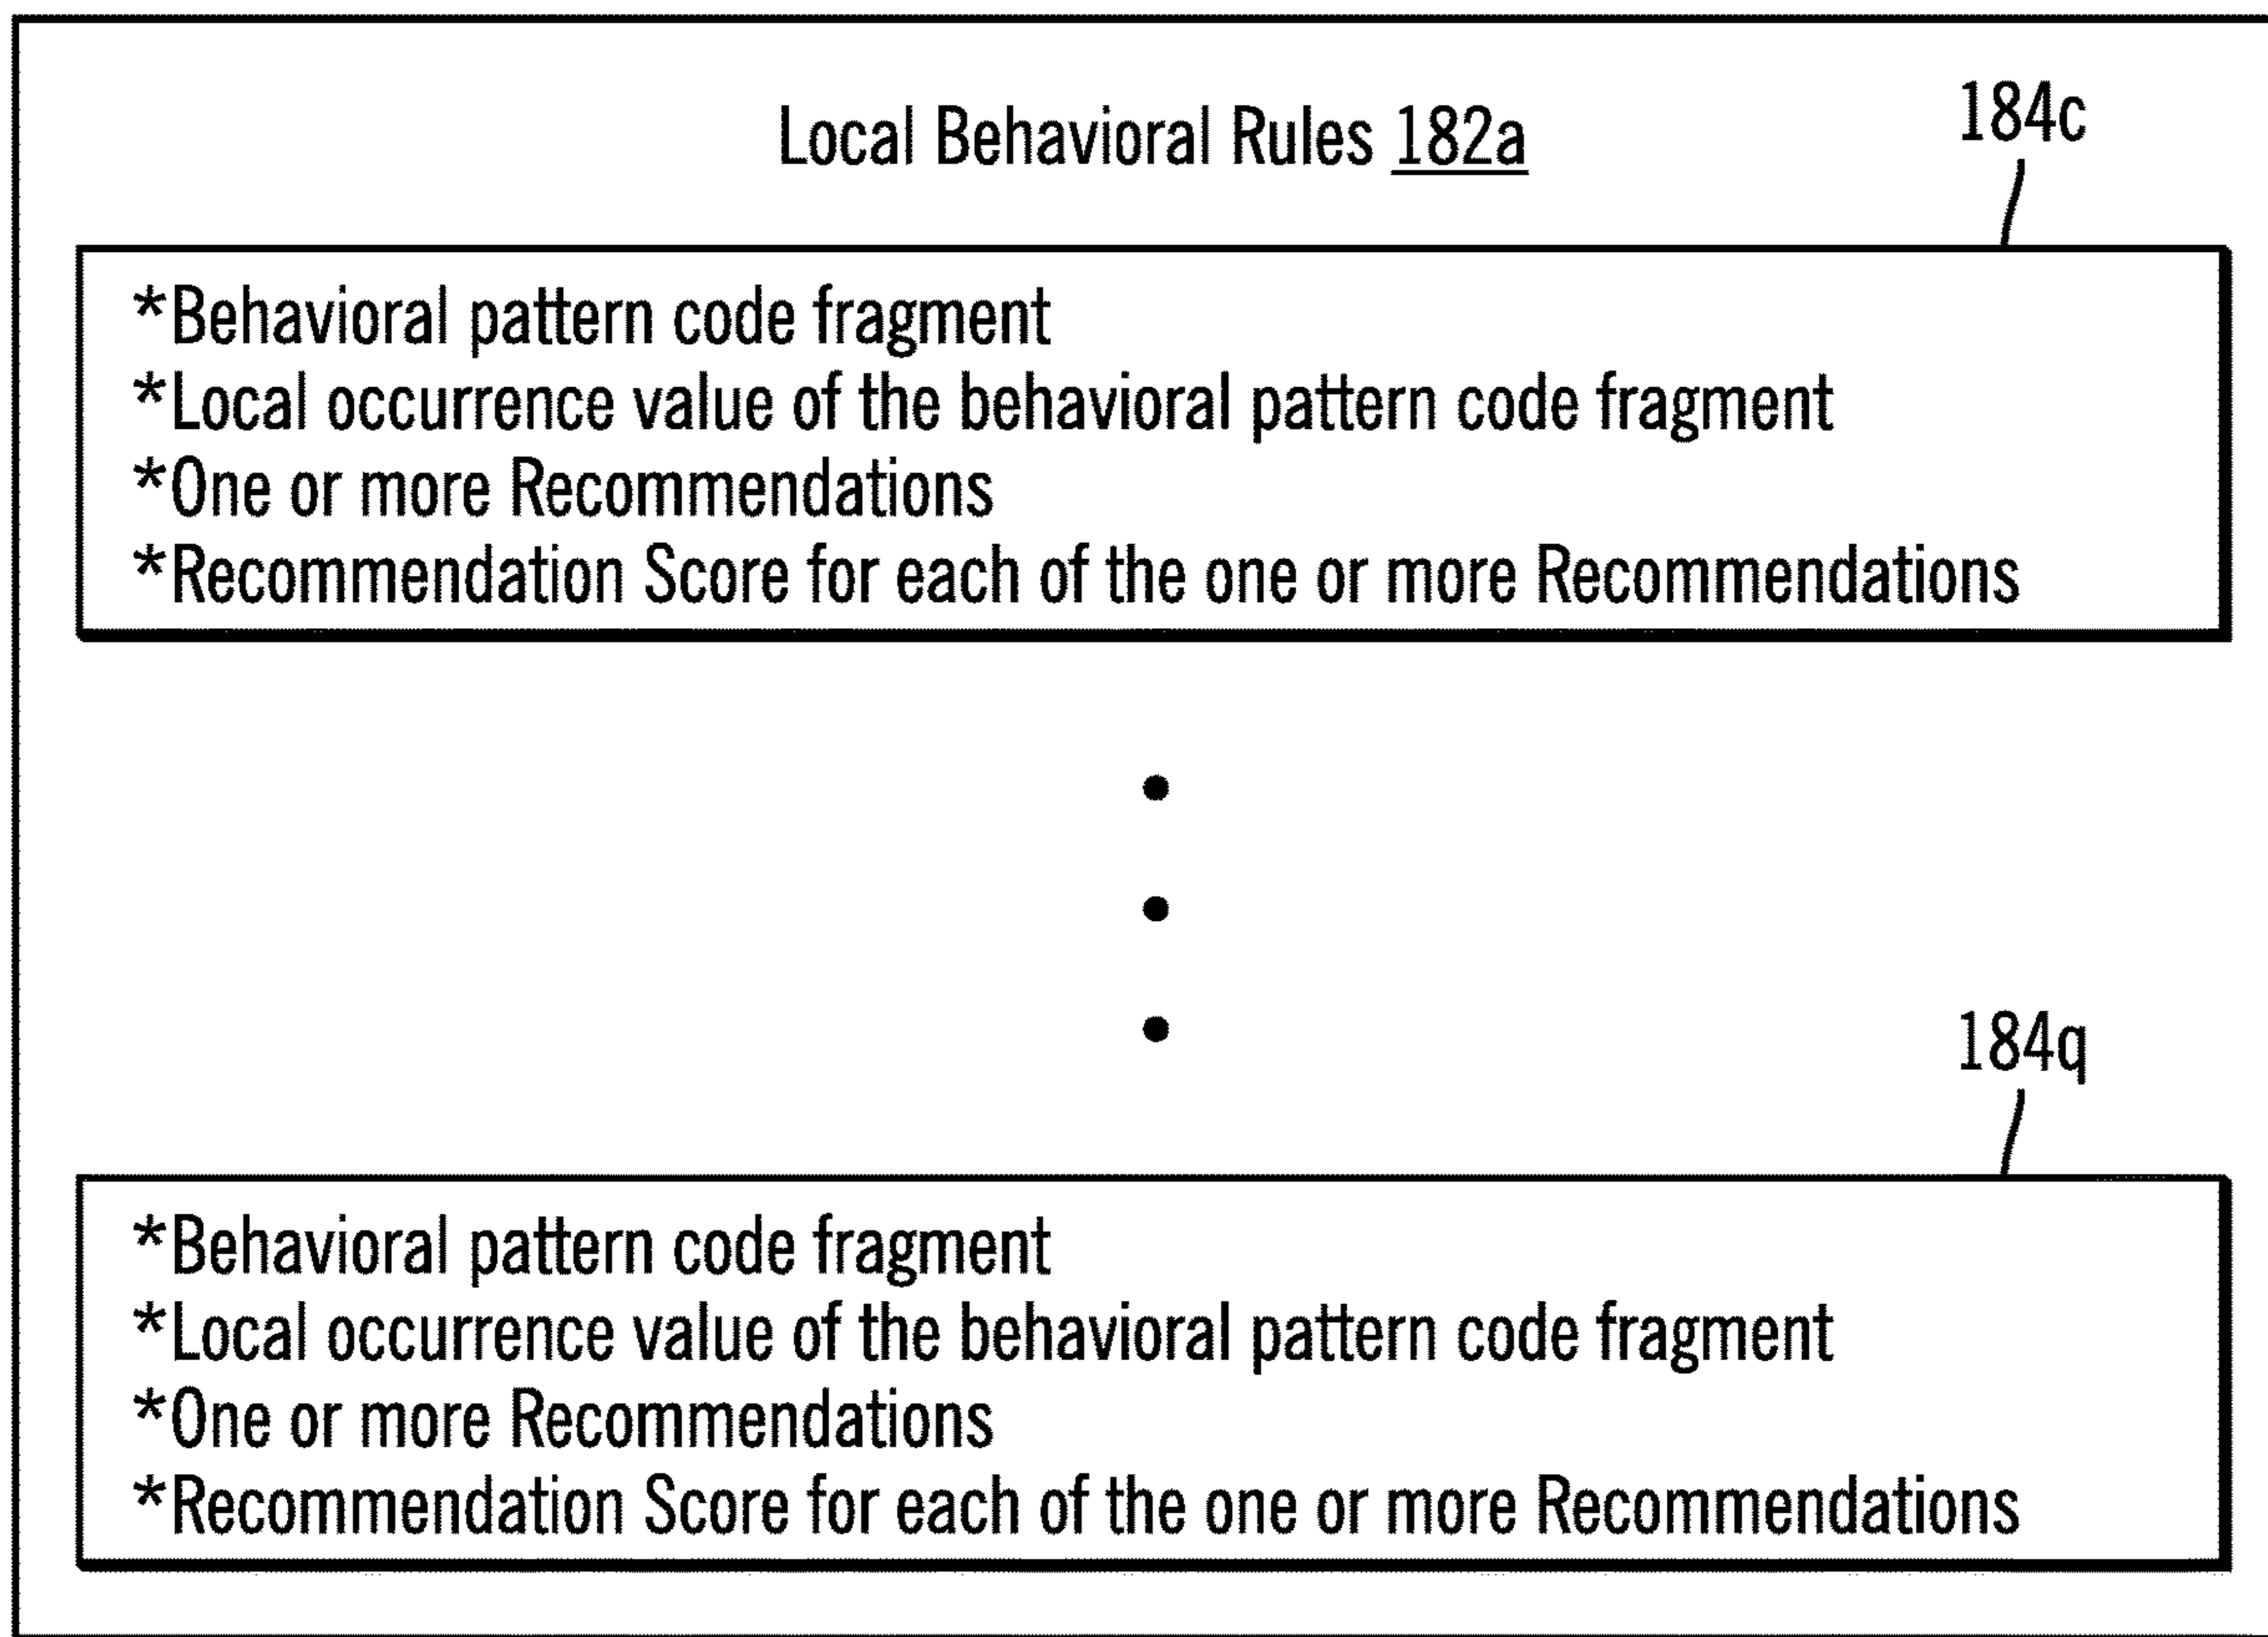 Local Behavioral Rules 182a
184c
*Behavioral pattern code fragment
*Local occurrence value of the behavioral pattern code fragment
*One or more Recommendations
*Recommendation Score for each of the one or more Recommendations
184q
*Behavioral pattern code fragment
*Local occurrence value of the behavioral pattern code fragment
*One or more Recommendations
*Recommendation Score for each of the one or more Recommendations